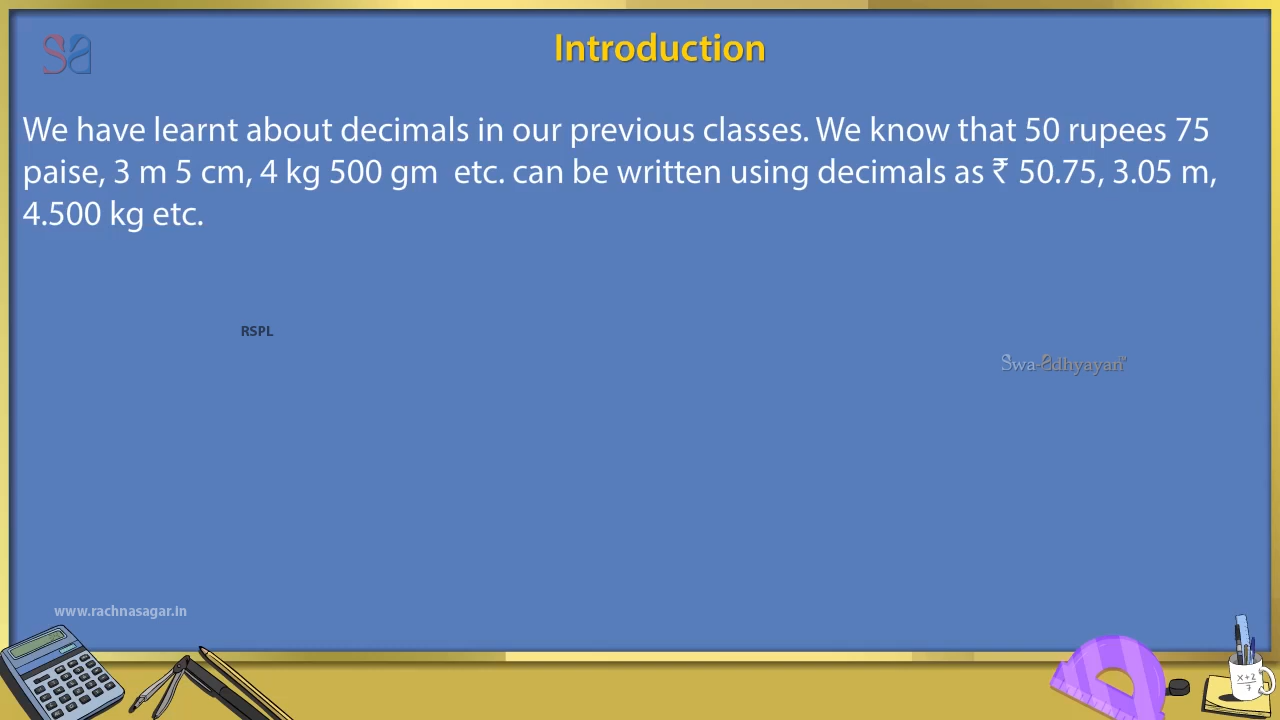 sa
Introduction
We have learnt about decimals in our previous classes. We know that 50 rupees 75
paise, 3 m 5 cm, 4 kg 500 gm etc. can be written using decimals as ₹ 50.75, 3.05 m,
4.500 kg etc.
RSPL
Swa-adhyayan
www.rachnasagar.in
x+z
7